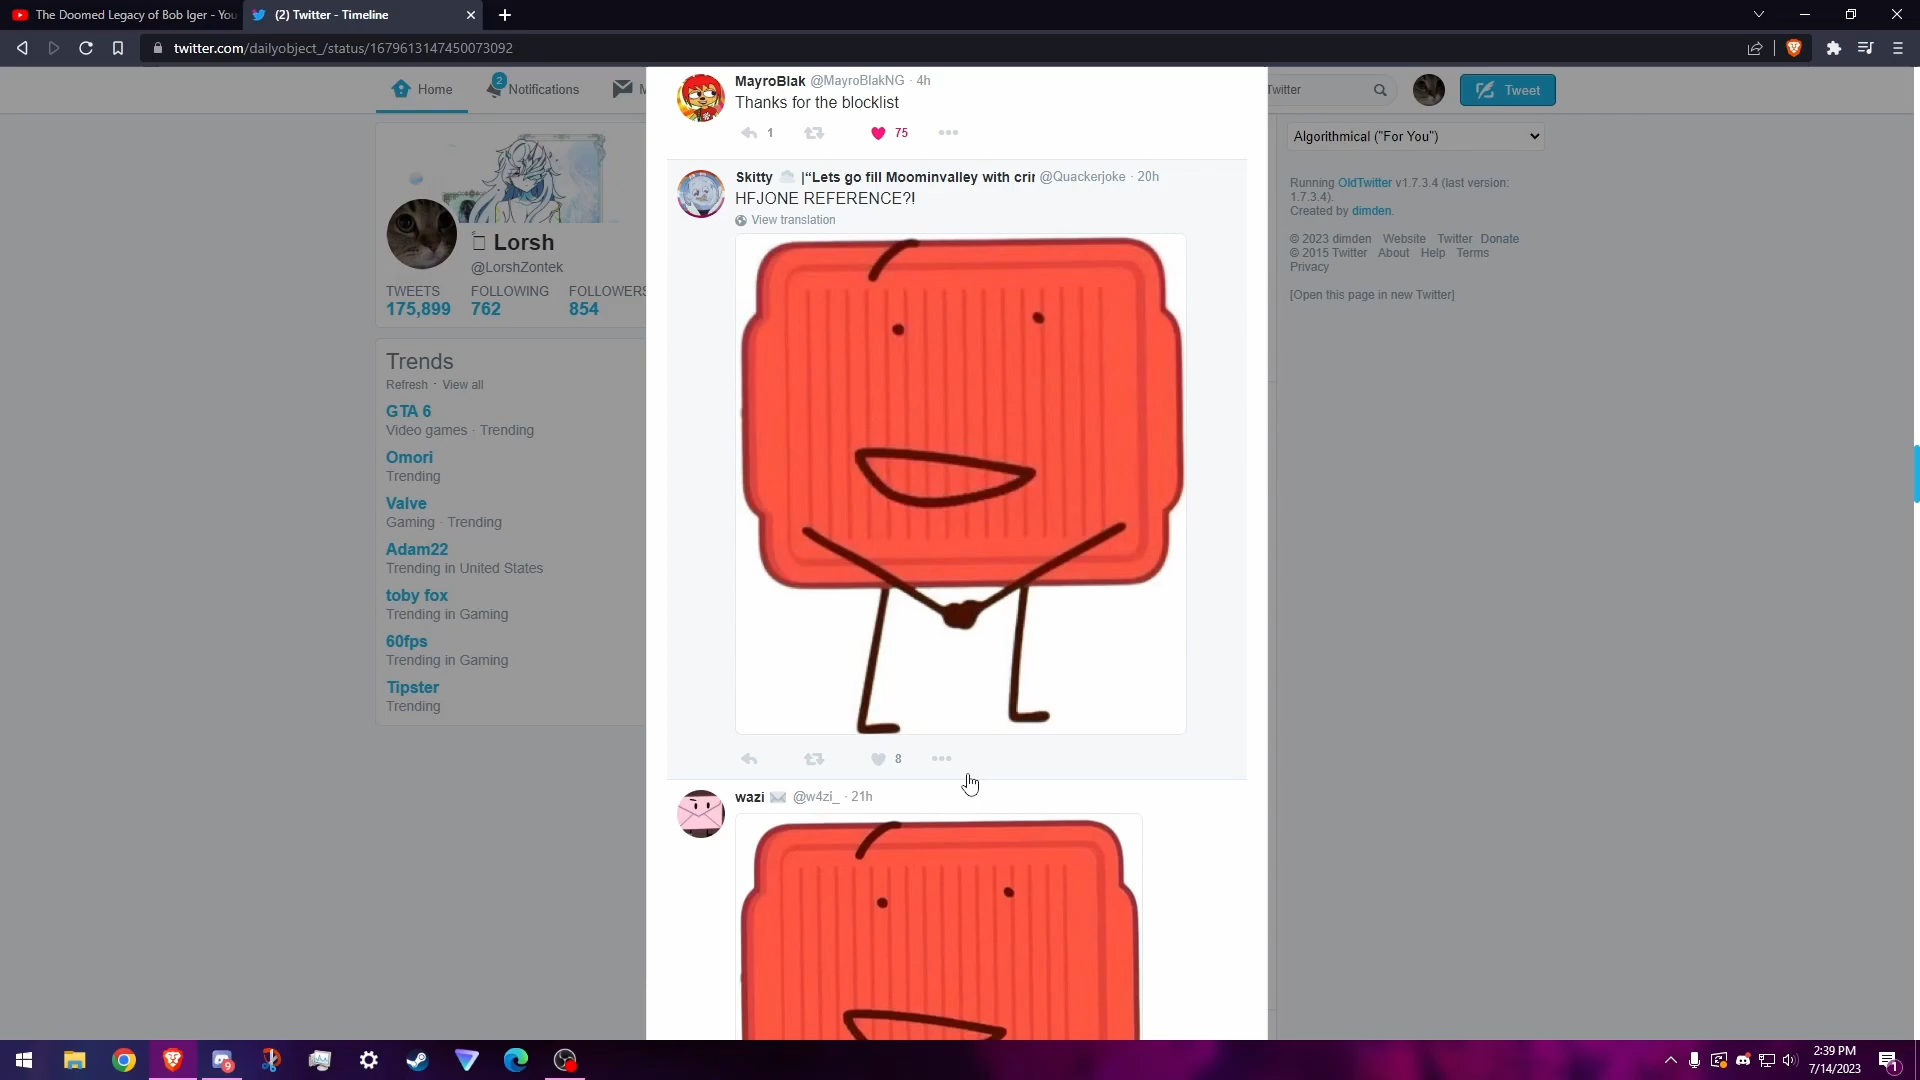 The Doomed Legacy of Bob Iger - You
(2) Twitter - Timeline
twitter.com/dailyobject_/status/1679613147450073092
Home
2
Notifications
M
Twitter
Tweet
MayroBlak @MayroBlakNG · 4h
Thanks for the blocklist
1
75
Skitty |“Lets go fill Moominvalley with crir @Quackerjoke · 20h
HFJONE REFERENCE?!
View translation
8
wazi @w4zi_ · 21h
Lorsh
@LorshZontek
TWEETS FOLLOWING FOLLOWERS
175,899 762 854
Trends
Refresh · View all
GTA 6
Video games · Trending
Omori
Trending
Valve
Gaming · Trending
Adam22
Trending in United States
toby fox
Trending in Gaming
60fps
Trending in Gaming
Tipster
Trending
Algorithmical ("For You")
Running OldTwitter v1.7.3.4 (last version:
1.7.3.4).
Created by dimden.
© 2023 dimden Website Twitter Donate
© 2015 Twitter About Help Terms
Privacy
[Open this page in new Twitter]
9
2:39 PM
7/14/2023
1